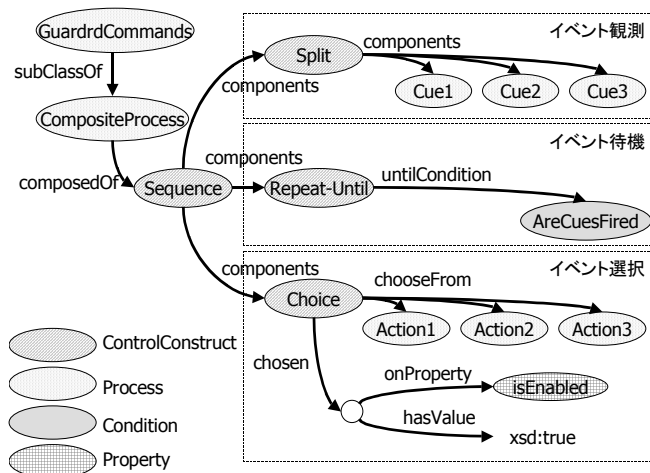 GuardrdCommands
subClassOf
CompositeProcess
composedOf
Sequence
components
components
components
イベント観測
Split
components
Cue1
Cue2
Cue3
イベント待機
Repeat-Until
untilCondition
AreCuesFired
イベント選択
Choice
chooseFrom
Action1
Action2
Action3
chosen
onProperty
isEnabled
hasValue
xsd:true
ControlConstruct
Process
Condition
Property